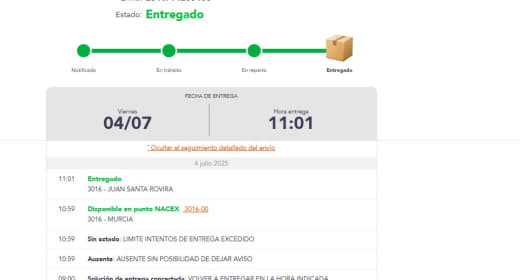 Estado: Entregado
Notificado
En tránsito
En reparto
Entregado
FECHA DE ENTREGA
Viernes
04/07
Hora entrega
11:01
Ocultar el seguimiento detallado del envío
4 julio 2025
11:01 Entregado
3016 - JUAN SANTA ROVIRA
10:59 Disponible en punto NACEX 3016-00
3016 - MURCIA
10:59 Sin estado: LIMITE INTENTOS DE ENTREGA EXCEDIDO
10:59 Ausente: AUSENTE SIN POSIBILIDAD DE DEJAR AVISO
09:00 Solución de entrega concertada: VOLVER A ENTREGAR EN LA HORA INDICADA